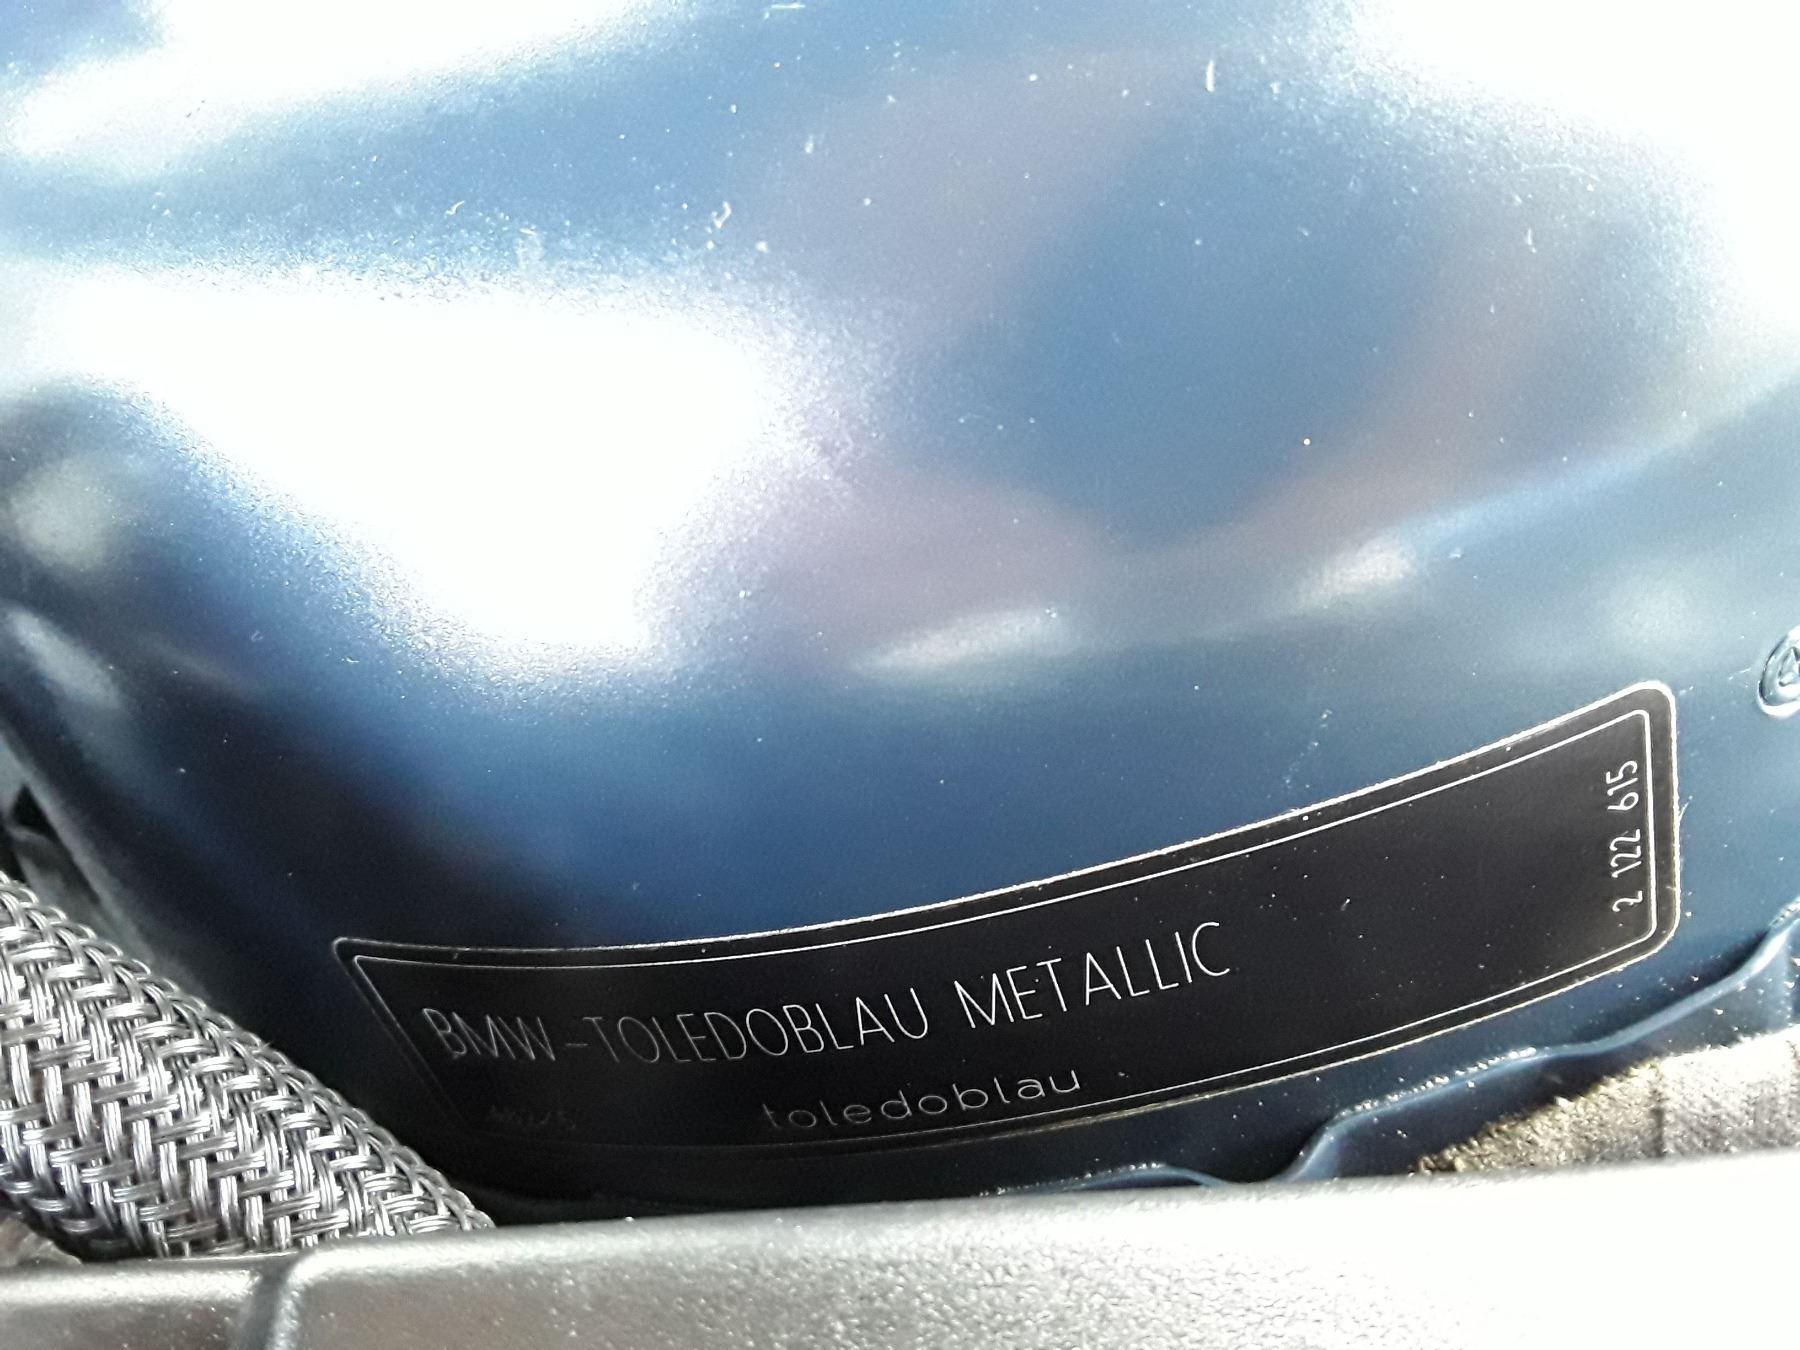 BMW-TOLEDOBLAU METALLIC
toledoblau
2 122 615